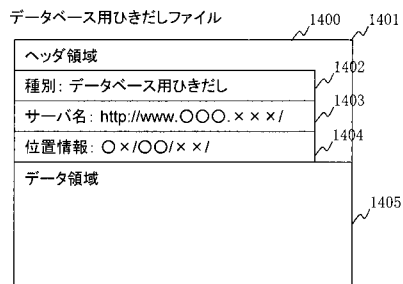 データベース用ひきだしファイル
1400
1401
ヘッダ領域
1402
種別: データベース用ひきだし
1403
サーバ名: http://www.○○○.×××/
1404
位置情報: ○×/○○/××/
データ領域
1405